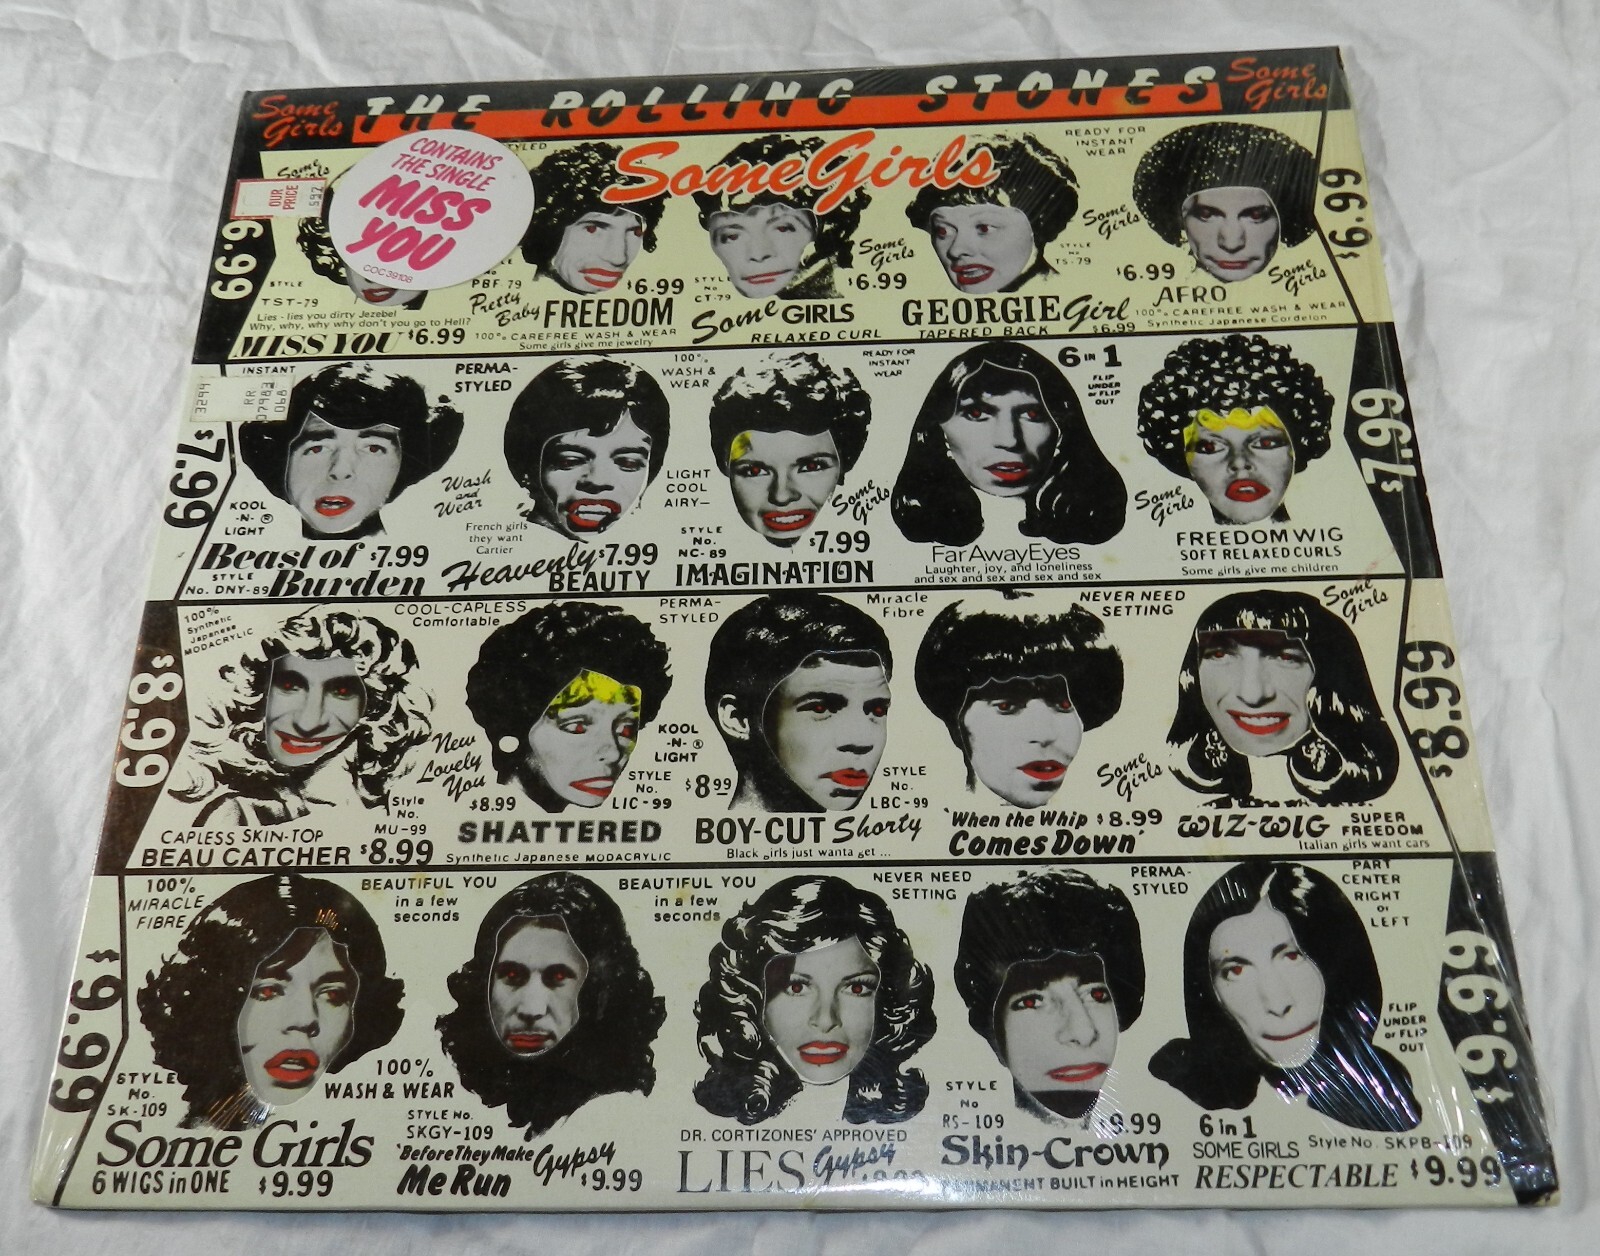 Some Girls
THE ROLLING STONES
Some Girls
Some Girls
CONTAINS
THE SINGLE
MISS
YOU
COC 39108
OUR
PRICE
597
READY FOR
INSTANT
WEAR
$6.99
$6.99
STYLE
TST-79
Lies - lies you dirty Jezebel
Why, why, why why don't you go to Hell?
MISS YOU $6.99
PBF 79
Pretty
Baby FREEDOM
$6.99
100% CAREFREE WASH & WEAR
Some girls give me jewelry
STYLE
No
CT-79
Some Girls
$6.99
Some GIRLS
RELAXED CURL
STYLE
No
TS-79
GEORGIE Girl
TAPERED BACK $6.99
Some Girls
$6.99
Some Girls
AFRO
100% CAREFREE WASH & WEAR
Synthetic Japanese Cordelon
INSTANT
3299
RR
07983
068
$7.99
$7.99
KOOL
-N- ®
LIGHT
Beast of $7.99
Burden
STYLE
No. DNY-89
PERMA-
STYLED
Wash
and
Wear
French girls
they want
Cartier
Heavenly $7.99
BEAUTY
100%
WASH &
WEAR
LIGHT
COOL
AIRY—
STYLE
No.
NC-89
Some Girls
$7.99
IMAGINATION
READY FOR
INSTANT
WEAR
6 IN 1
FLIP
UNDER
or FLIP
OUT
Far Away Eyes
Laughter, joy, and loneliness
and sex and sex and sex and sex
Some Girls
FREEDOM WIG
SOFT RELAXED CURLS
Some girls give me children
100%
Synthetic
Japanese
MODACRYLIC
$8.99
$8.99
Style
No.
MU-99
CAPLESS SKIN-TOP
BEAU CATCHER $8.99
COOL-CAPLESS
Comfortable
New
Lovely
You
$8.99
STYLE
No.
LIC-99
SHATTERED
Synthetic Japanese MODACRYLIC
PERMA-
STYLED
KOOL
-N- ®
LIGHT
$8 99
STYLE
No.
LBC-99
BOY-CUT Shorty
Black girls just wanta get ...
Miracle
Fibre
NEVER NEED
SETTING
Some Girls
'When the Whip $8.99
Comes Down'
Some Girls
WIZ-WIG
SUPER
FREEDOM
Italian girls want cars
100%
MIRACLE
FIBRE
$9.99
$9.99
STYLE
No.
SK-109
Some Girls
6 WIGS in ONE $9.99
BEAUTIFUL YOU
in a few
seconds
100%
WASH & WEAR
STYLE No.
SKGY-109
'Before They Make
Me Run
Gypsy
$9.99
BEAUTIFUL YOU
in a few
seconds
DR. CORTIZONES' APPROVED
LIES Gypsy
NEVER NEED
SETTING
PERMA-
STYLED
STYLE
No
RS-109
$9.99
Skin-Crown
PERMANENT BUILT in HEIGHT
PART
CENTER
RIGHT
or
LEFT
FLIP
UNDER
or FLIP
OUT
6 in 1
SOME GIRLS Style No. SKPB-109
RESPECTABLE $9.99